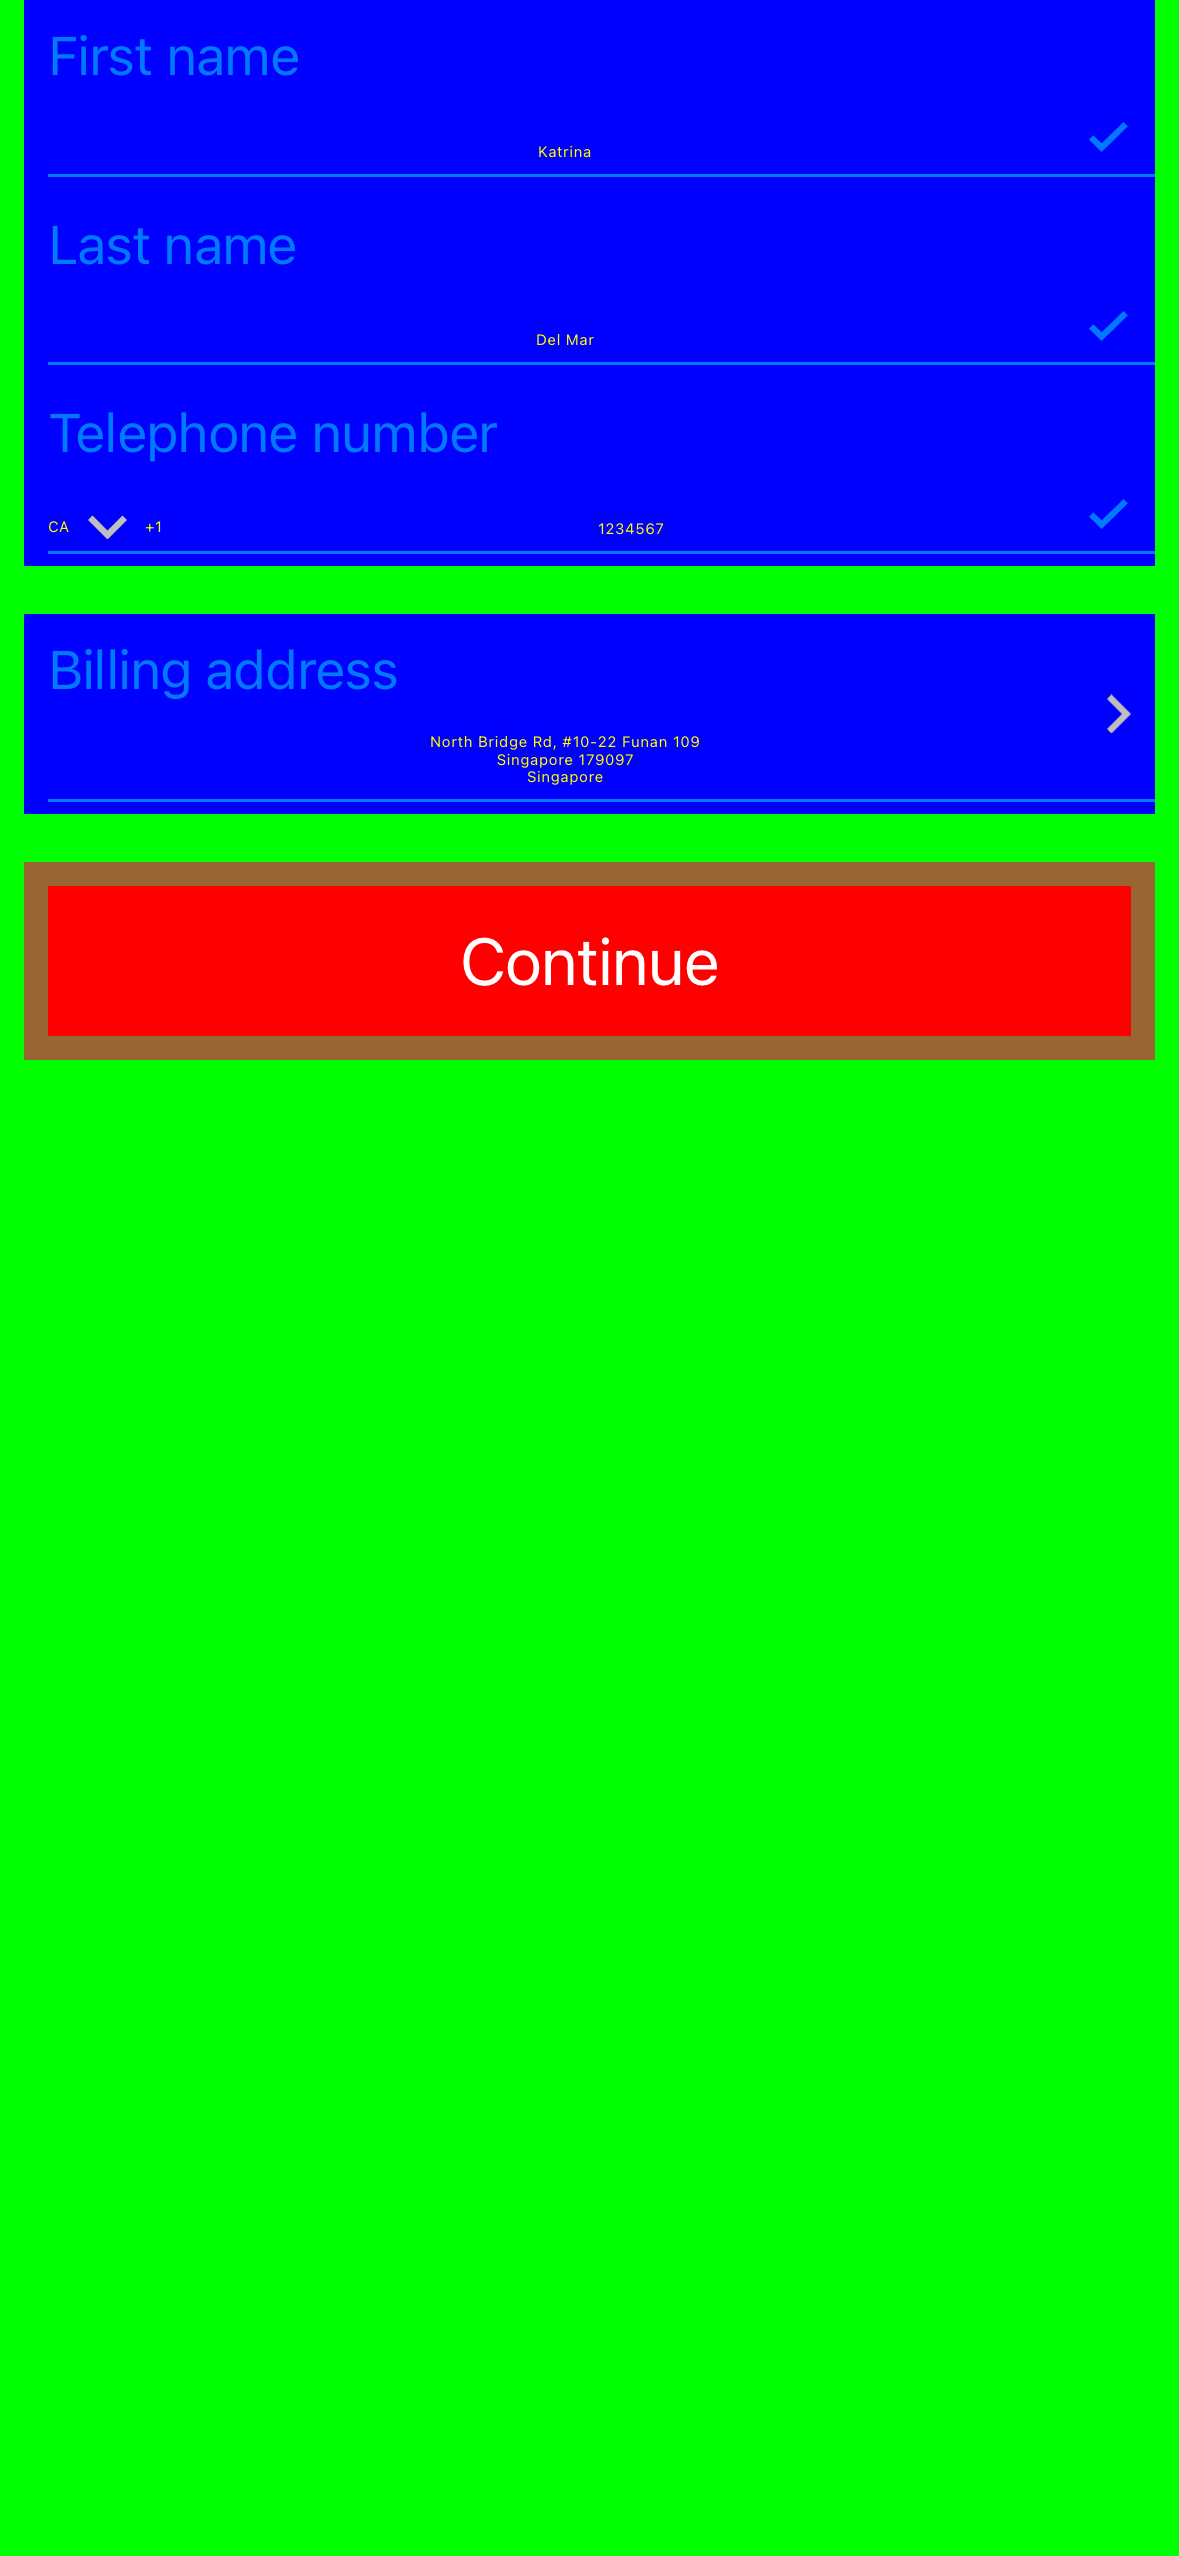 First name
Katrina
Last name
Del Mar
Telephone number
CA +1 1234567
Billing address
North Bridge Rd, #10-22 Funan 109
Singapore 179097
Singapore
Continue